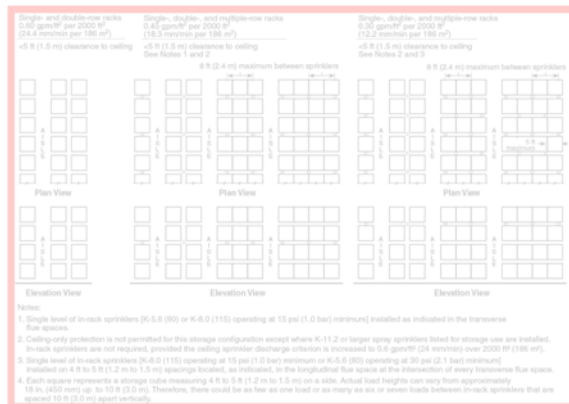 Single- and double-row racks
0.60 gpm/ft² per 2000 ft²
(24.4 mm/min per 186 m²)
<5 ft (1.5 m) clearance to ceiling
Single-, double-, and multiple-row racks
0.45 gpm/ft² per 2000 ft²
(18.3 mm/min per 186 m²)
<5 ft (1.5 m) clearance to ceiling
See Notes 1 and 2
8 ft (2.4 m) maximum between sprinklers
Single-, double-, and multiple-row racks
0.30 gpm/ft² per 2000 ft²
(12.2 mm/min per 186 m²)
<5 ft (1.5 m) clearance to ceiling
See Notes 2 and 3
8 ft (2.4 m) maximum between sprinklers
AISLE
AISLE
AISLE
5 ft
maximum
Plan View
Plan View
Plan View
AISLE
AISLE
AISLE
Elevation View
Elevation View
Elevation View
Notes:
1. Single level of in-rack sprinklers [K-5.6 (80) or K-8.0 (115) operating at 15 psi (1.0 bar) minimum] installed as indicated in the transverse
flue spaces.
2. Ceiling-only protection is not permitted for this storage configuration except where K-11.2 or larger spray sprinklers listed for storage use are installed.
In-rack sprinklers are not required, provided the ceiling sprinkler discharge criterion is increased to 0.6 gpm/ft² (24 mm/min) over 2000 ft² (186 m²).
3. Single level of in-rack sprinklers [K-8.0 (115) operating at 15 psi (1.0 bar) minimum or K-5.6 (80) operating at 30 psi (2.1 bar) minimum]
installed on 4 ft to 5 ft (1.2 m to 1.5 m) spacings located, as indicated, in the longitudinal flue space at the intersection of every transverse flue space.
4. Each square represents a storage cube measuring 4 ft to 5 ft (1.2 m to 1.5 m) on a side. Actual load heights can vary from approximately
18 in. (450 mm) up to 10 ft (3.0 m). Therefore, there could be as few as one load or as many as six or seven loads between in-rack sprinklers that are
spaced 10 ft (3.0 m) apart vertically.